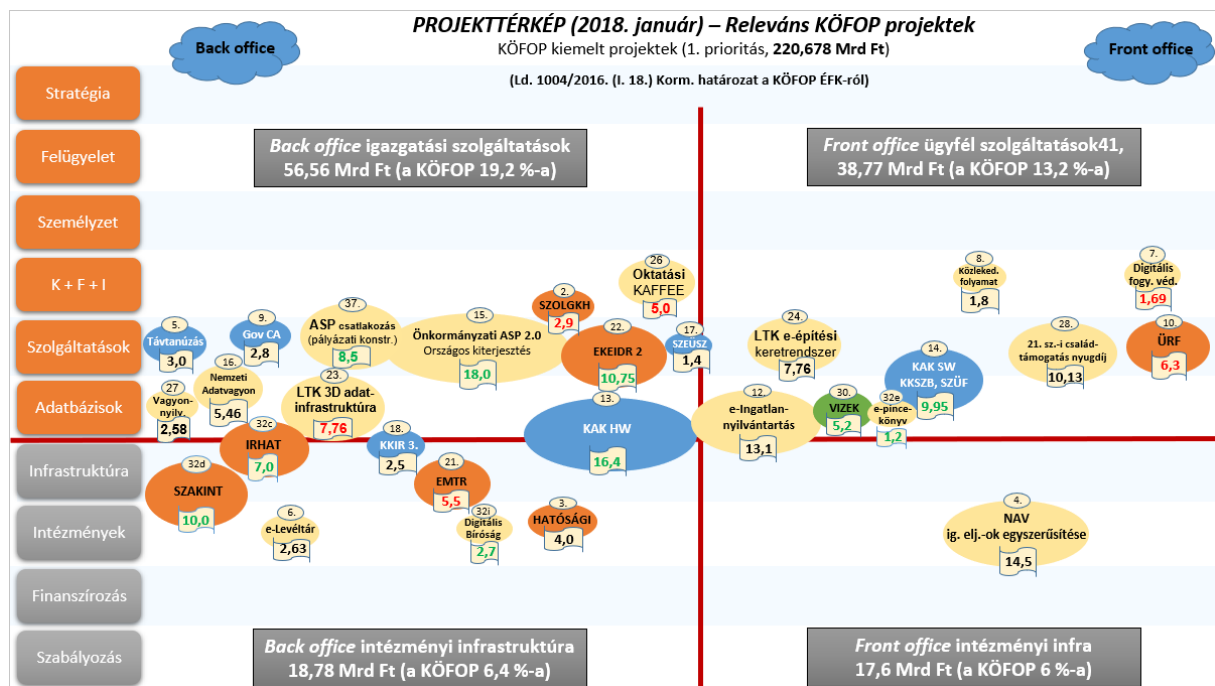 PROJEKTTÉRKÉP (2018. január) – Releváns KÖFOP projektek
KÖFOP kiemelt projektek (1. prioritás, 220,678 Mrd Ft)
(Ld. 1004/2016. (I. 18.) Korm. határozat a KÖFOP ÉFK-ról)
Back office
Front office
Stratégia
Felügyelet
Személyzet
K + F + I
Szolgáltatások
Adatbázisok
Infrastruktúra
Intézmények
Finanszírozás
Szabályozás
Back office igazgatási szolgáltatások
56,56 Mrd Ft (a KÖFOP 19,2 %-a)
Front office ügyfél szolgáltatások41,
38,77 Mrd Ft (a KÖFOP 13,2 %-a)
5.
Távtanúzás
3,0
9.
Gov CA
2,8
37.
ASP csatlakozás
(pályázati konstr.)
8,5
15.
Önkormányzati ASP 2.0
Országos kiterjesztés
18,0
2.
SZOLGKH
2,9
26
Oktatási
KAFFEE
5,0
22.
EKEIDR 2
10,75
17.
SZEÜSZ
1,4
27
Vagyon-
nyilv.
2,58
16.
Nemzeti
Adatvagyon
5,46
23.
LTK 3D adat-
infrastruktúra
7,76
32c
IRHAT
7,0
18.
KKIR 3.
2,5
13.
KAK HW
16,4
32d
SZAKINT
10,0
6.
e-Levéltár
2,63
21.
EMTR
5,5
32i
Digitális
Bíróság
2,7
3.
HATÓSÁGI
4,0
8.
Közleked.
folyamat
1,8
7.
Digitális
fogy. véd.
1,69
24.
LTK e-építési
keretrendszer
7,76
14.
KAK SW
KKSZB, SZÜF
9,95
28.
21. sz.-i család-
támogatás nyugdíj
10,13
10.
ÜRF
6,3
12.
e-Ingatlan-
nyilvántartás
13,1
30.
VIZEK
5,2
32e
e-pince-
könyv
1,2
4.
NAV
ig. elj.-ok egyszerűsítése
14,5
Back office intézményi infrastruktúra
18,78 Mrd Ft (a KÖFOP 6,4 %-a)
Front office intézményi infra
17,6 Mrd Ft (a KÖFOP 6 %-a)